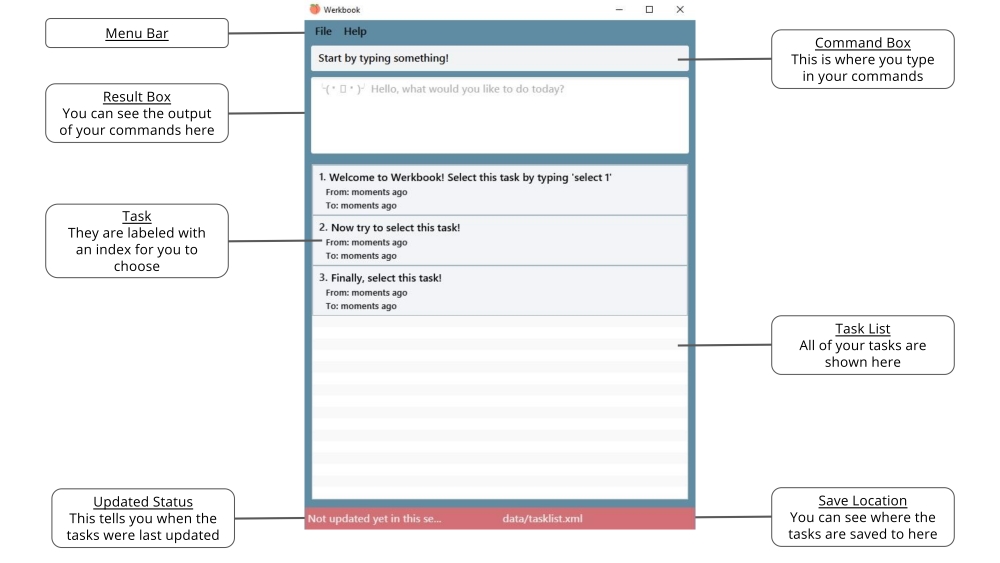 Werkbook
File Help
Menu Bar
Start by typing something!
Command Box
This is where you type
in your commands
Hello, what would you like to do today?
Result Box
You can see the output
of your commands here
1. Welcome to Werkbook! Select this task by typing 'select 1'
From: moments ago
To: moments ago
2. Now try to select this task!
From: moments ago
To: moments ago
Task
They are labeled with
an index for you to
choose
3. Finally, select this task!
From: moments ago
To: moments ago
Task List
All of your tasks are
shown here
Updated Status
This tells you when the
tasks were last updated
Not updated yet in this se...
data/tasklist.xml
Save Location
You can see where the
tasks are saved to here